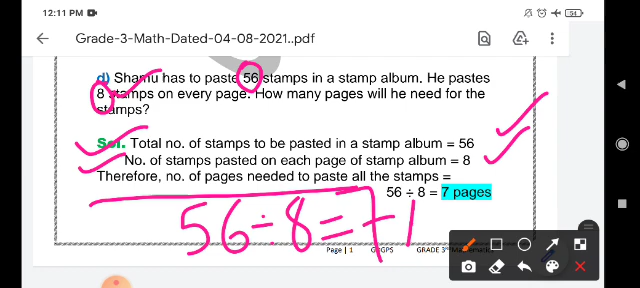 12:11 PM
54
Grade-3-Math-Dated-04-08-2021..pdf
d) Shamu has to paste 56 stamps in a stamp album. He pastes
8 stamps on every page. How many pages will he need for the
stamps?
Sol. Total no. of stamps to be pasted in a stamp album = 56
No. of stamps pasted on each page of stamp album = 8
Therefore, no. of pages needed to paste all the stamps =
56 ÷ 8 = 7 pages
56÷8=7
Page | 1 GRADE 3